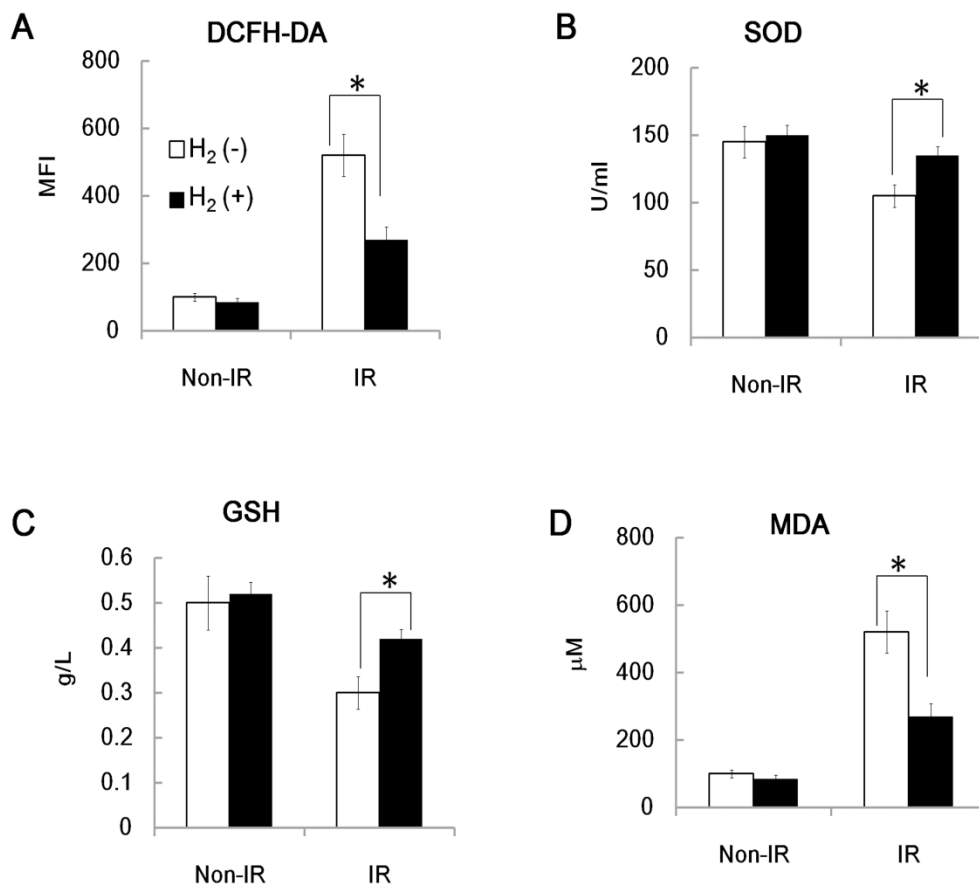 A
DCFH-DA
800
600
400
200
0
MFI
H₂ (-)
H₂ (+)
*
Non-IR
IR
B
SOD
200
150
100
50
0
U/ml
*
Non-IR
IR
C
GSH
0.6
0.5
0.4
0.3
0.2
0.1
0
g/L
*
Non-IR
IR
D
MDA
800
600
400
200
0
µM
*
Non-IR
IR